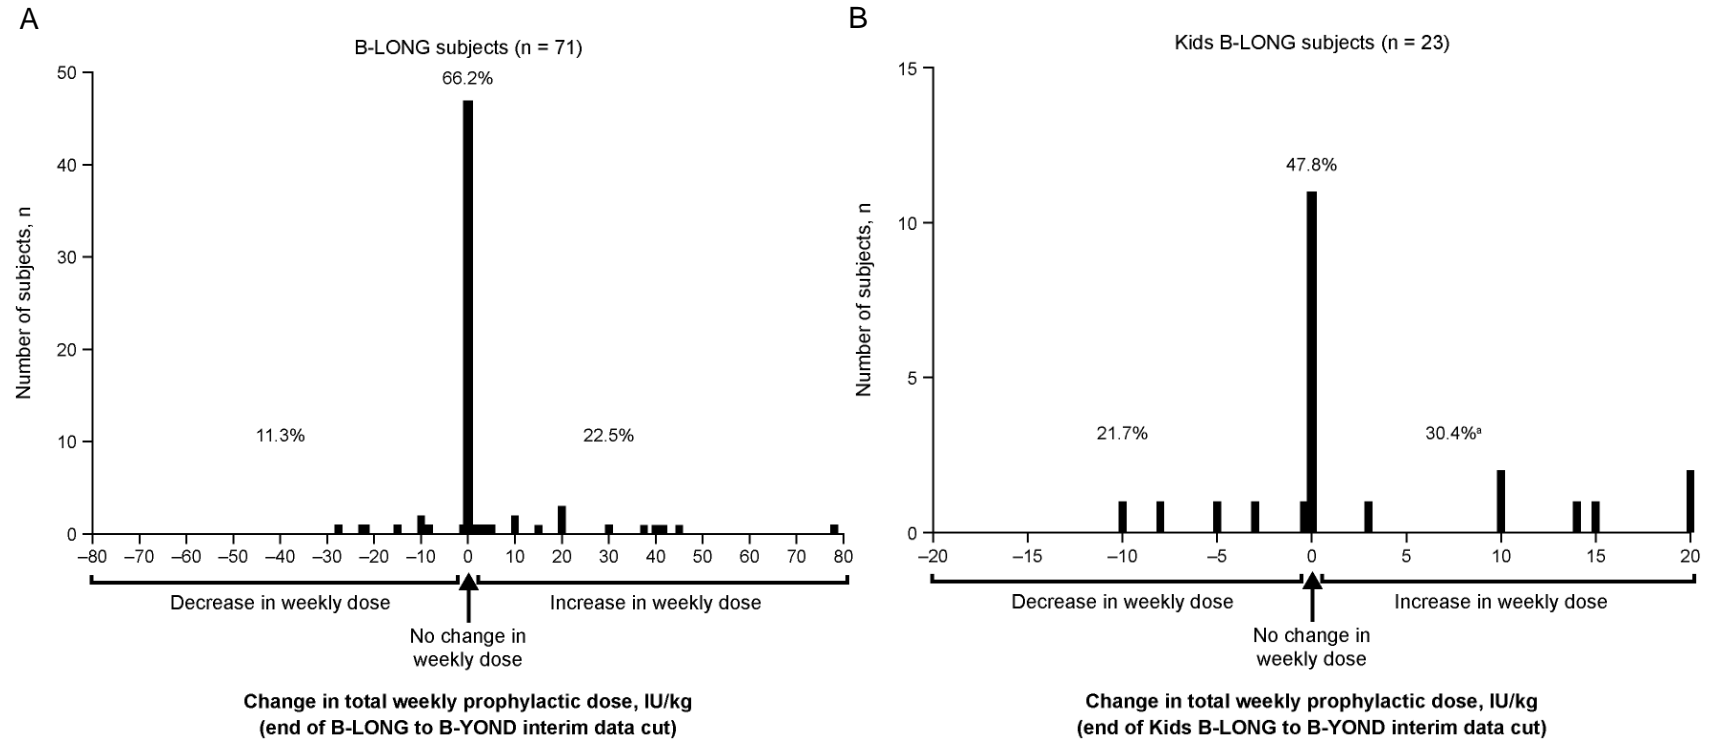 A
B-LONG subjects (n = 71)
66.2%
50
40
30
20
10
0
Number of subjects, n
11.3%
22.5%
–80 –70 –60 –50 –40 –30 –20 –10 0 10 20 30 40 50 60 70 80
Decrease in weekly dose
Increase in weekly dose
No change in
weekly dose
Change in total weekly prophylactic dose, IU/kg
(end of B-LONG to B-YOND interim data cut)
B
Kids B-LONG subjects (n = 23)
47.8%
15
10
5
0
Number of subjects, n
21.7%
30.4%ᵃ
–20 –15 –10 –5 0 5 10 15 20
Decrease in weekly dose
Increase in weekly dose
No change in
weekly dose
Change in total weekly prophylactic dose, IU/kg
(end of Kids B-LONG to B-YOND interim data cut)